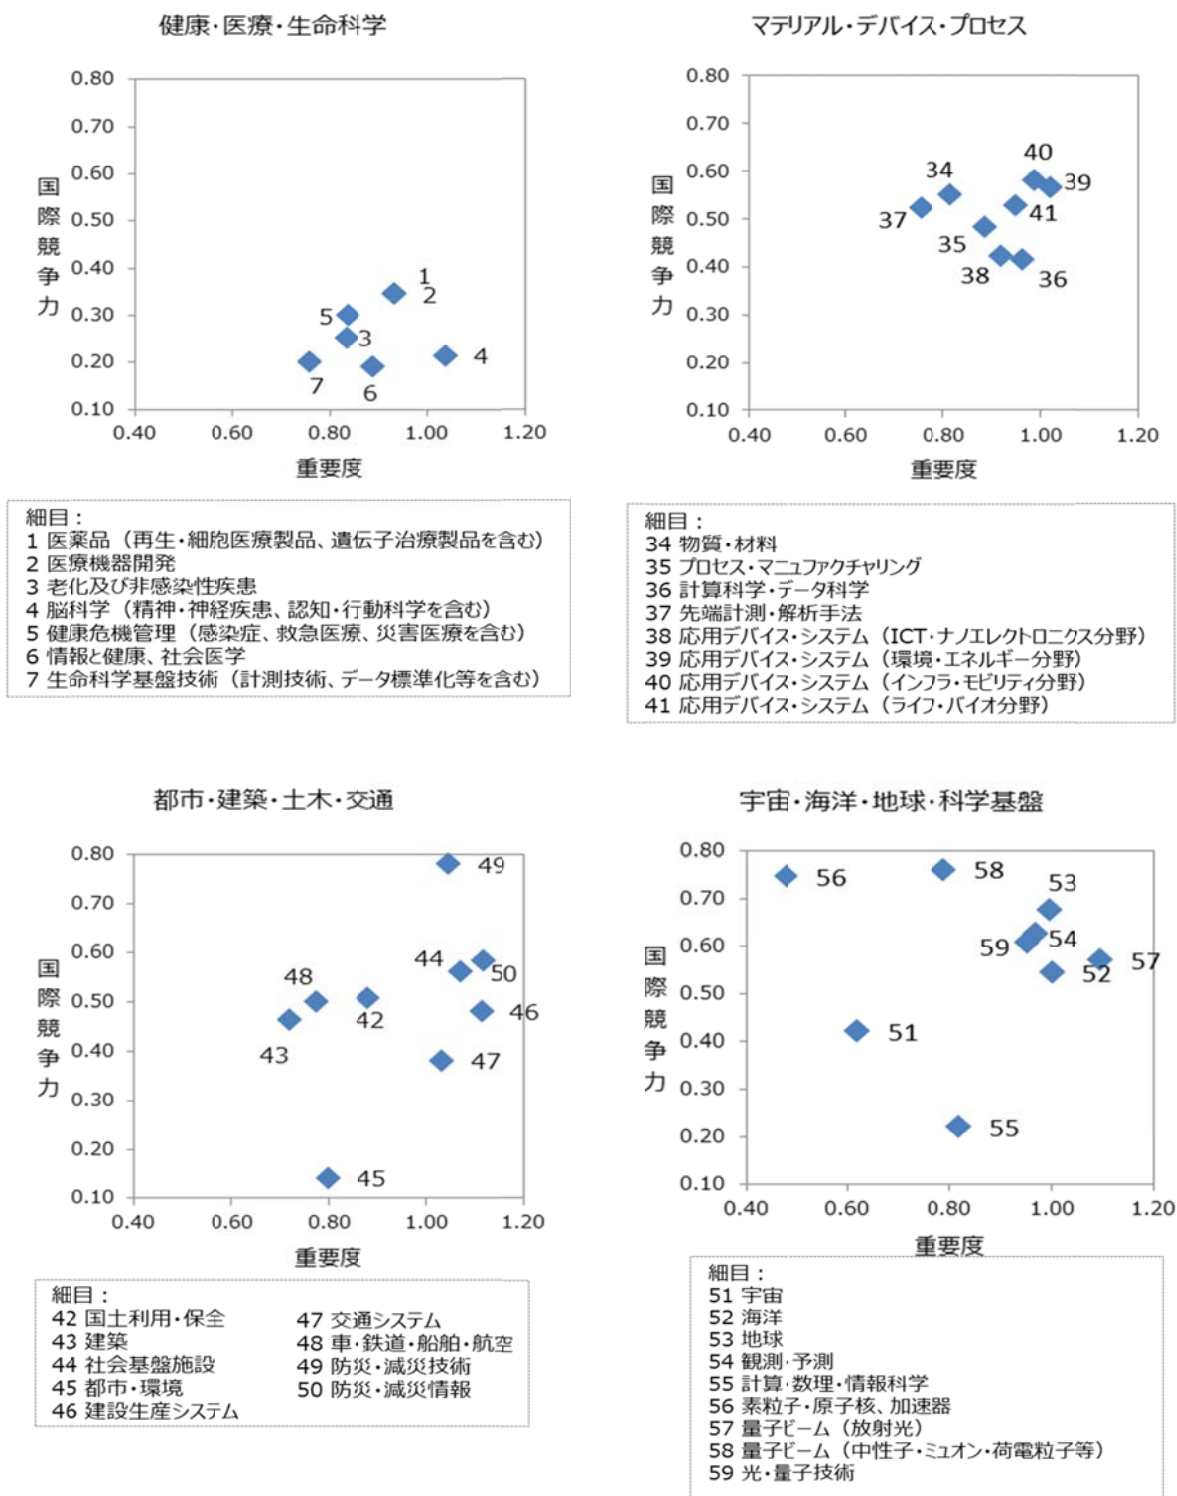 健康･医療･生命科学
0.80
0.70
0.60
0.50
0.40
0.30
0.20
0.10
国際競争力
1
2
5
3
4
7
6
0.40 0.60 0.80 1.00 1.20
重要度
細目：
1 医薬品（再生・細胞医療製品、遺伝子治療製品を含む）
2 医療機器開発
3 老化及び非感染性疾患
4 脳科学（精神・神経疾患、認知・行動科学を含む）
5 健康危機管理（感染症、救急医療、災害医療を含む）
6 情報と健康、社会医学
7 生命科学基盤技術（計測技術、データ標準化等を含む）
マテリアル･デバイス･プロセス
0.80
0.70
0.60
0.50
0.40
0.30
0.20
0.10
国際競争力
40
34
39
37
41
35
38
36
0.40 0.60 0.80 1.00 1.20
重要度
細目：
34 物質・材料
35 プロセス・マニュファクチャリング
36 計算科学・データ科学
37 先端計測・解析手法
38 応用デバイス・システム（ICT・ナノエレクトロニクス分野）
39 応用デバイス・システム（環境・エネルギー分野）
40 応用デバイス・システム（インフラ・モビリティ分野）
41 応用デバイス・システム（ライフ・バイオ分野）
都市･建築･土木･交通
0.80
0.70
0.60
0.50
0.40
0.30
0.20
0.10
国際競争力
49
44
50
48
42
46
43
47
45
0.40 0.60 0.80 1.00 1.20
重要度
細目：
42 国土利用・保全
43 建築
44 社会基盤施設
45 都市・環境
46 建設生産システム
47 交通システム
48 車・鉄道・船舶・航空
49 防災・減災技術
50 防災・減災情報
宇宙･海洋･地球･科学基盤
0.80
0.70
0.60
0.50
0.40
0.30
0.20
0.10
国際競争力
56
58
53
59
54
57
52
51
55
0.40 0.60 0.80 1.00 1.20
重要度
細目：
51 宇宙
52 海洋
53 地球
54 観測・予測
55 計算・数理・情報科学
56 素粒子・原子核、加速器
57 量子ビーム（放射光）
58 量子ビーム（中性子・ミュオン・荷電粒子等）
59 光・量子技術